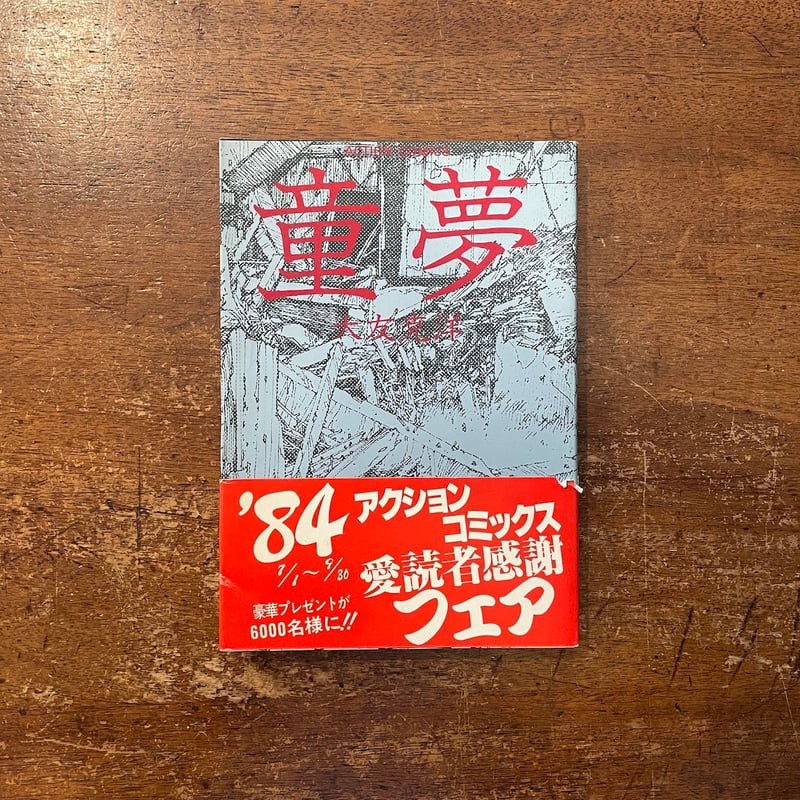 ACTION COMICS
童夢
大友克洋
'84 アクション
コミックス
7/1～9/30
愛読者感謝
フェア
豪華プレゼントが
6000名様に!!